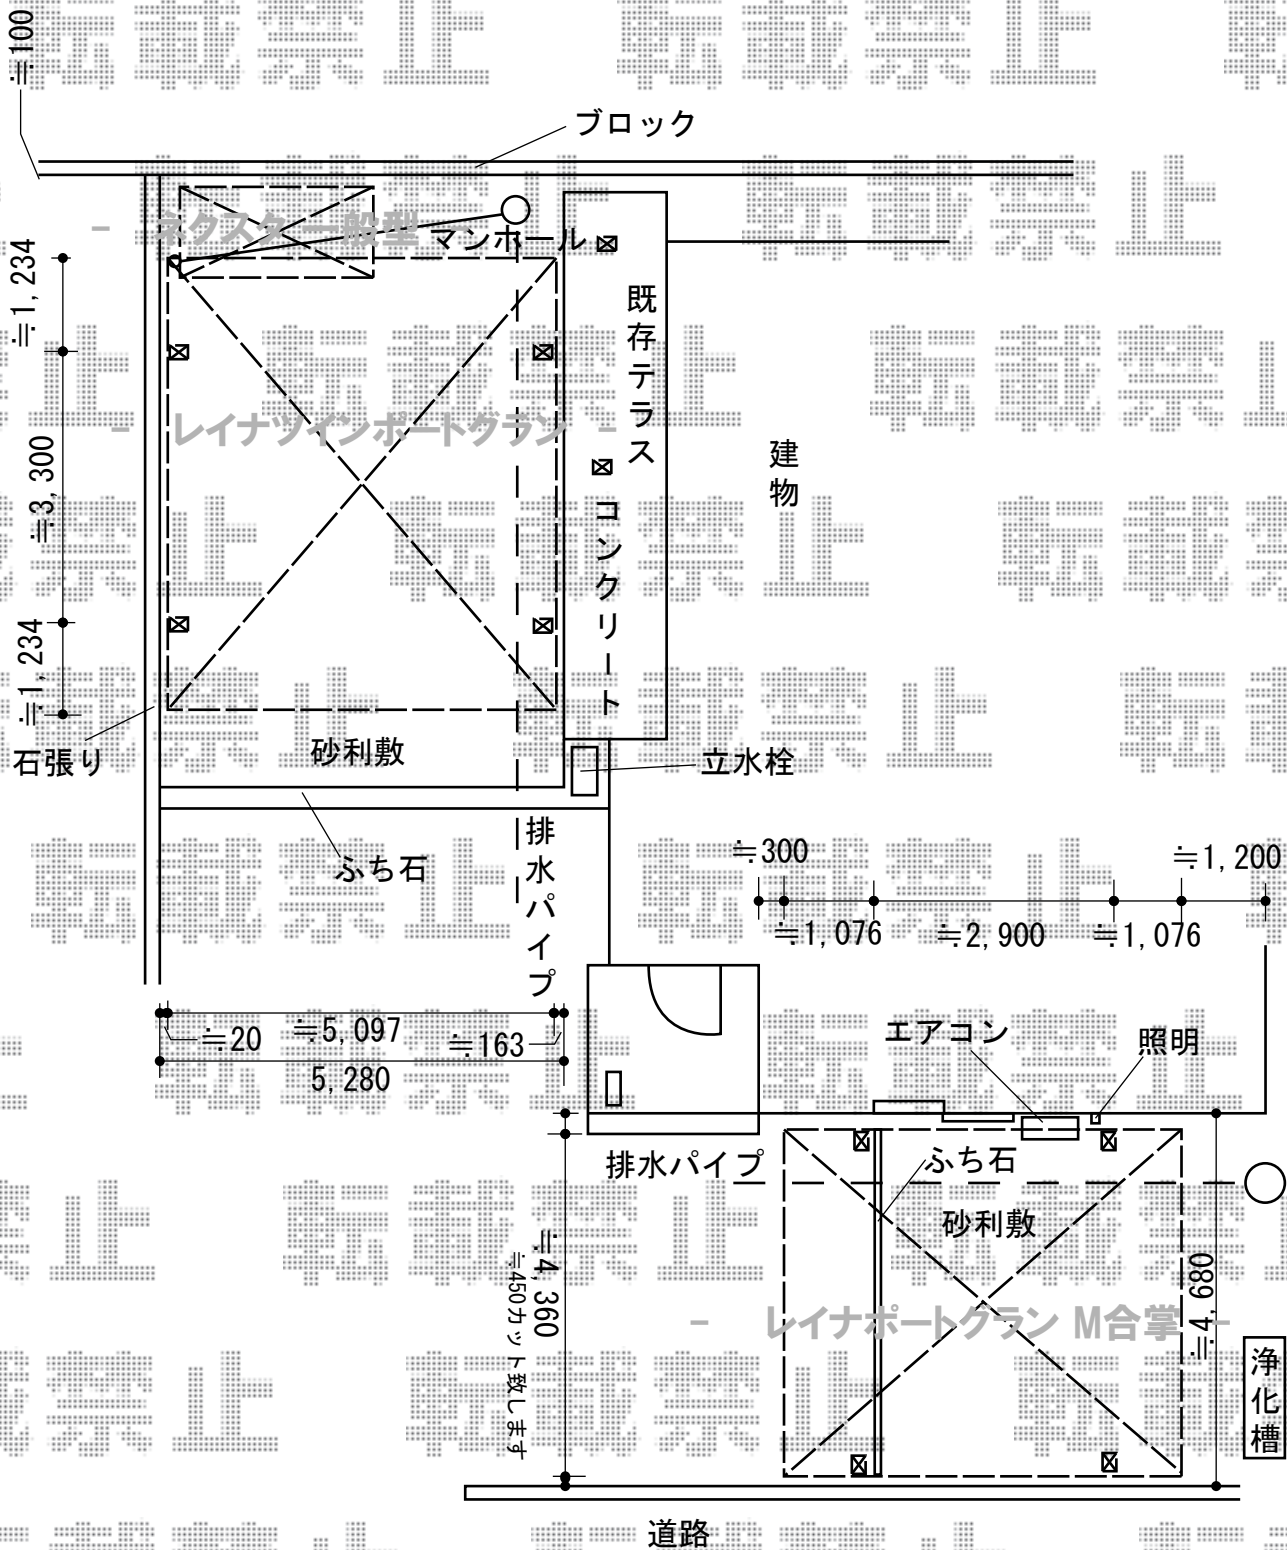 転載禁止
≒100
ブロック
- ネクスター一般型 -
マンホール
≒1,234
既存テラス
- レイナツインポートグラン -
建物
≒3,300
コンクリート
≒1,234
石張り
砂利敷
立水栓
ふち石
排水パイプ
≒300
≒1,200
≒1,076
≒2,900
≒1,076
≒20
≒5,097
≒163
5,280
エアコン
照明
排水パイプ
ふち石
砂利敷
≒4,360
≒450カット致します
≒4,680
- レイナポートグラン M合掌 -
浄化槽
道路